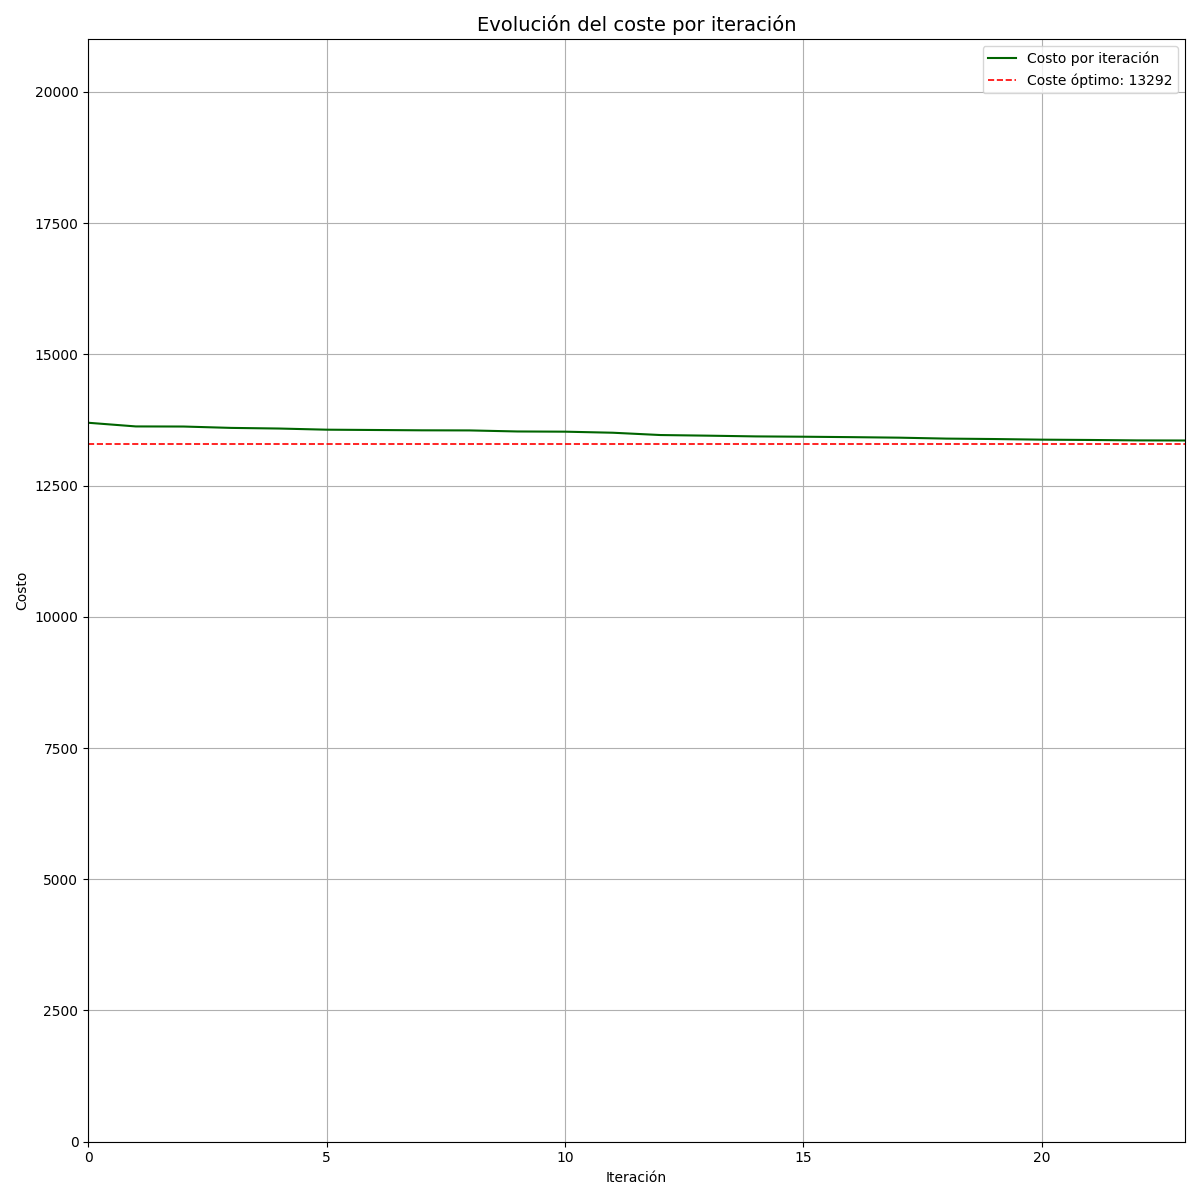 Evolución del coste por iteración
Costo por iteración
Coste óptimo: 13292
20000
17500
15000
12500
10000
7500
5000
2500
0
Costo
0 5 10 15 20
Iteración